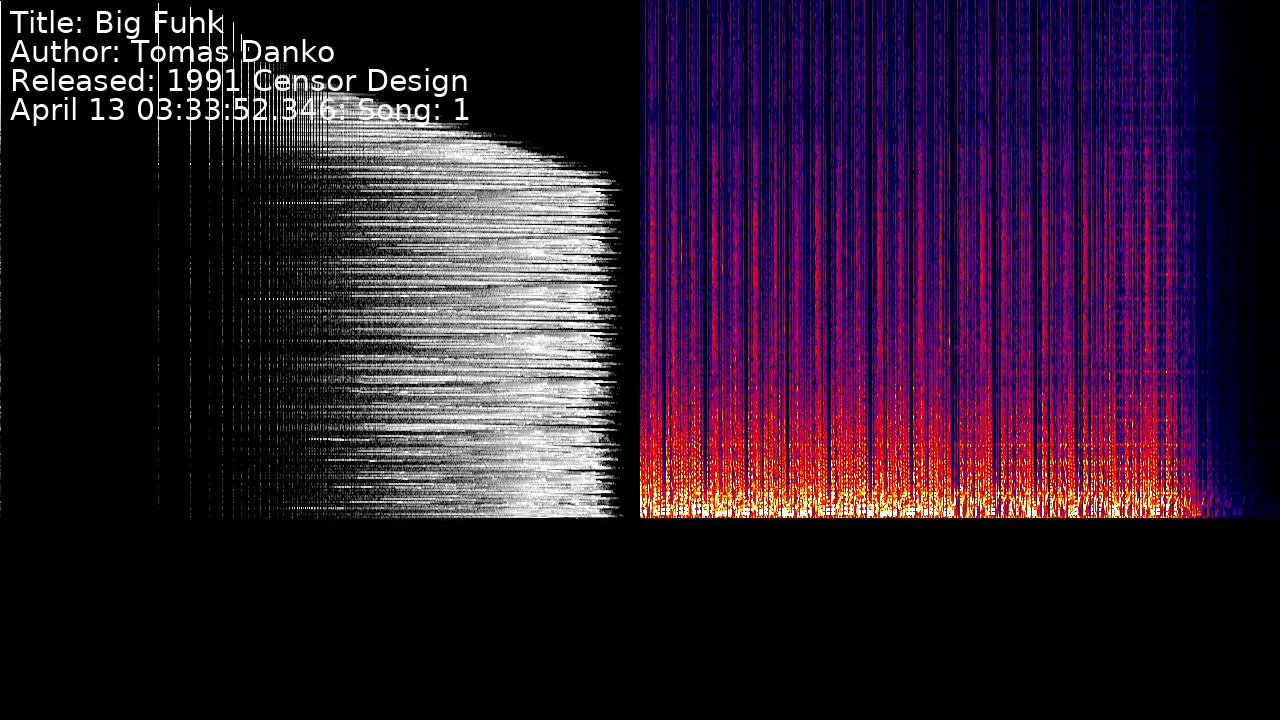 Title: Big Funk
Author: Tomas Danko
Released: 1991 Censor Design
April 13 03:33:52.346: Song: 1